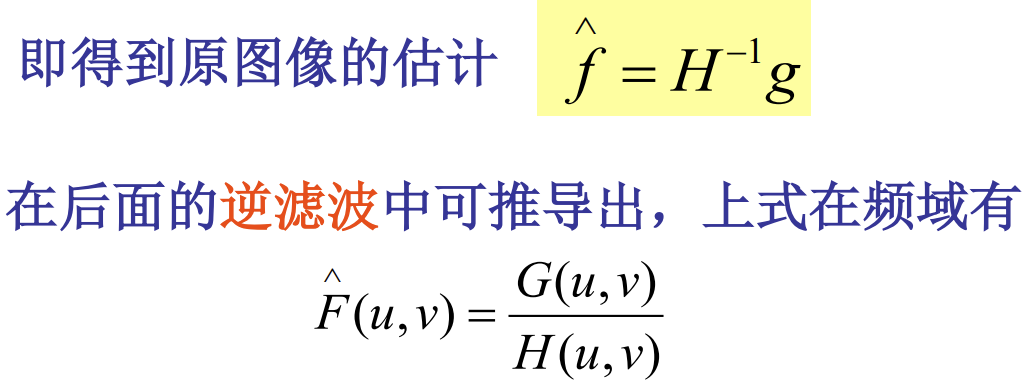 即得到原图像的估计 $\hat{f} = H^{-1}g$
在后面的逆滤波中可推导出，上式在频域有
$\hat{F}(u,v) = \frac{G(u,v)}{H(u,v)}$